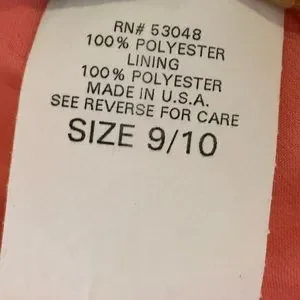 RN# 53048
100% POLYESTER
LINING
100% POLYESTER
MADE IN U.S.A.
SEE REVERSE FOR CARE
SIZE 9/10